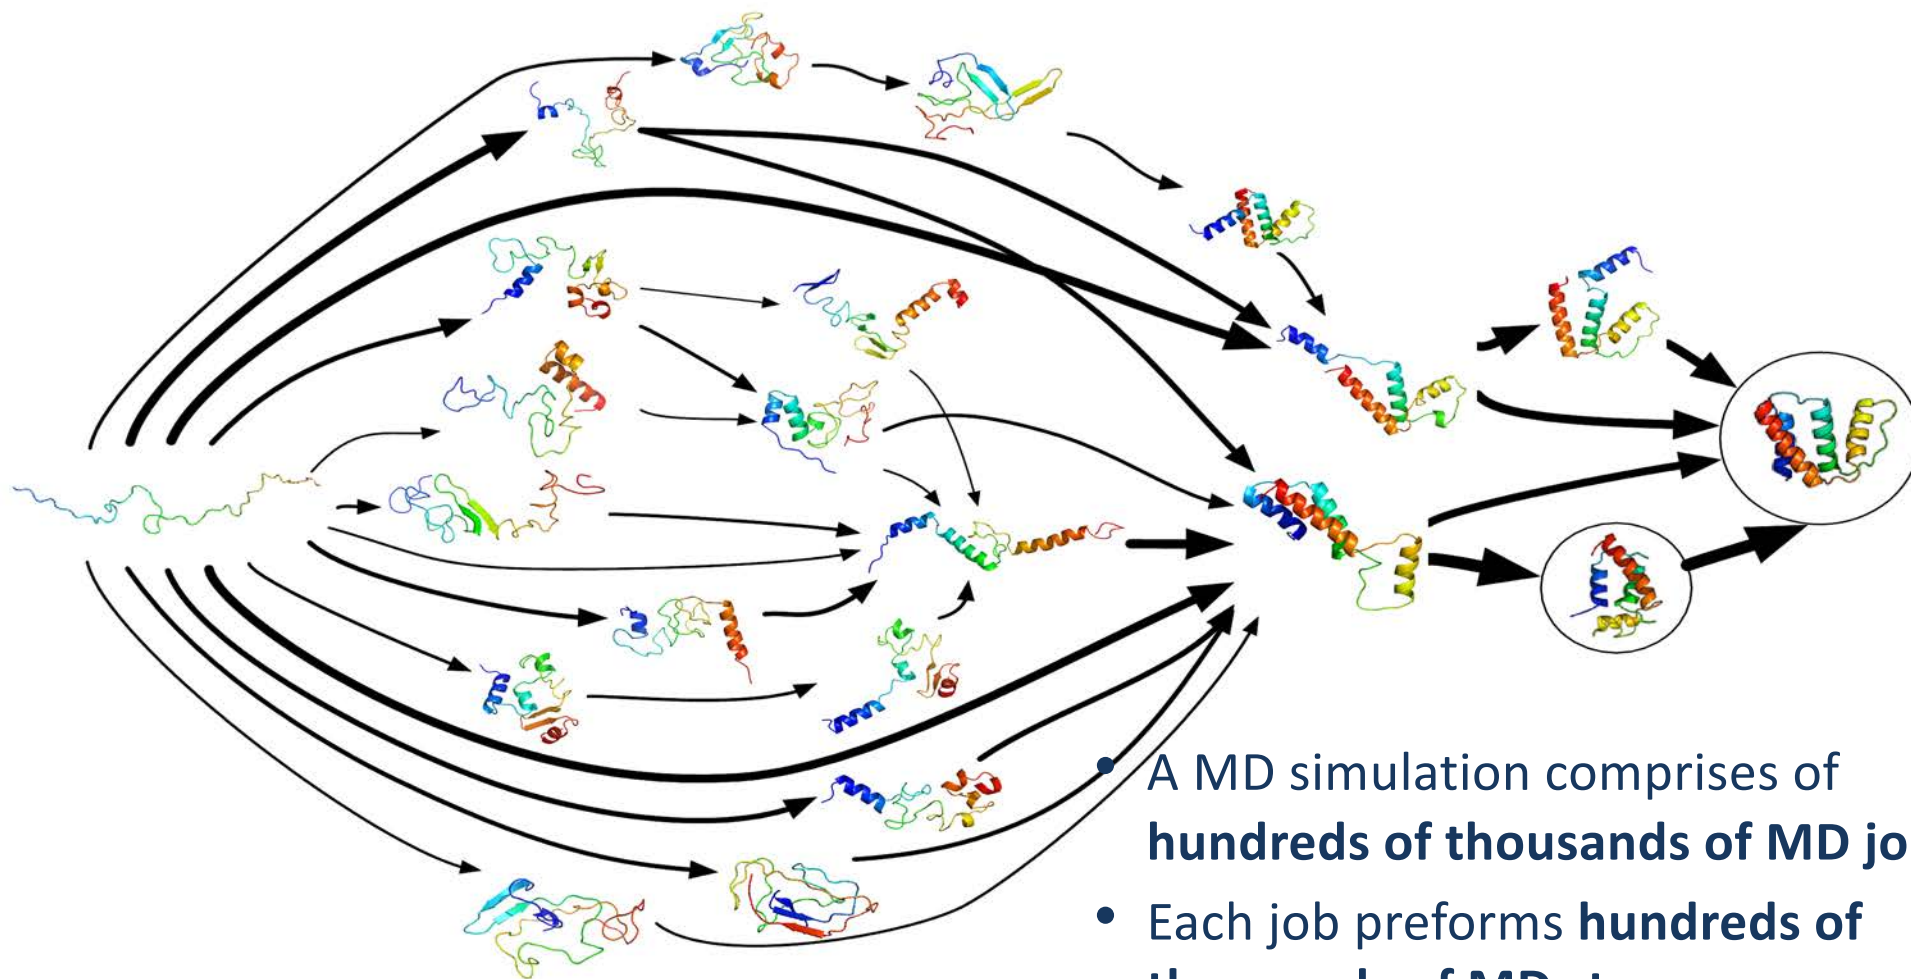 • A MD simulation comprises of
hundreds of thousands of MD jo
• Each job preforms hundreds of